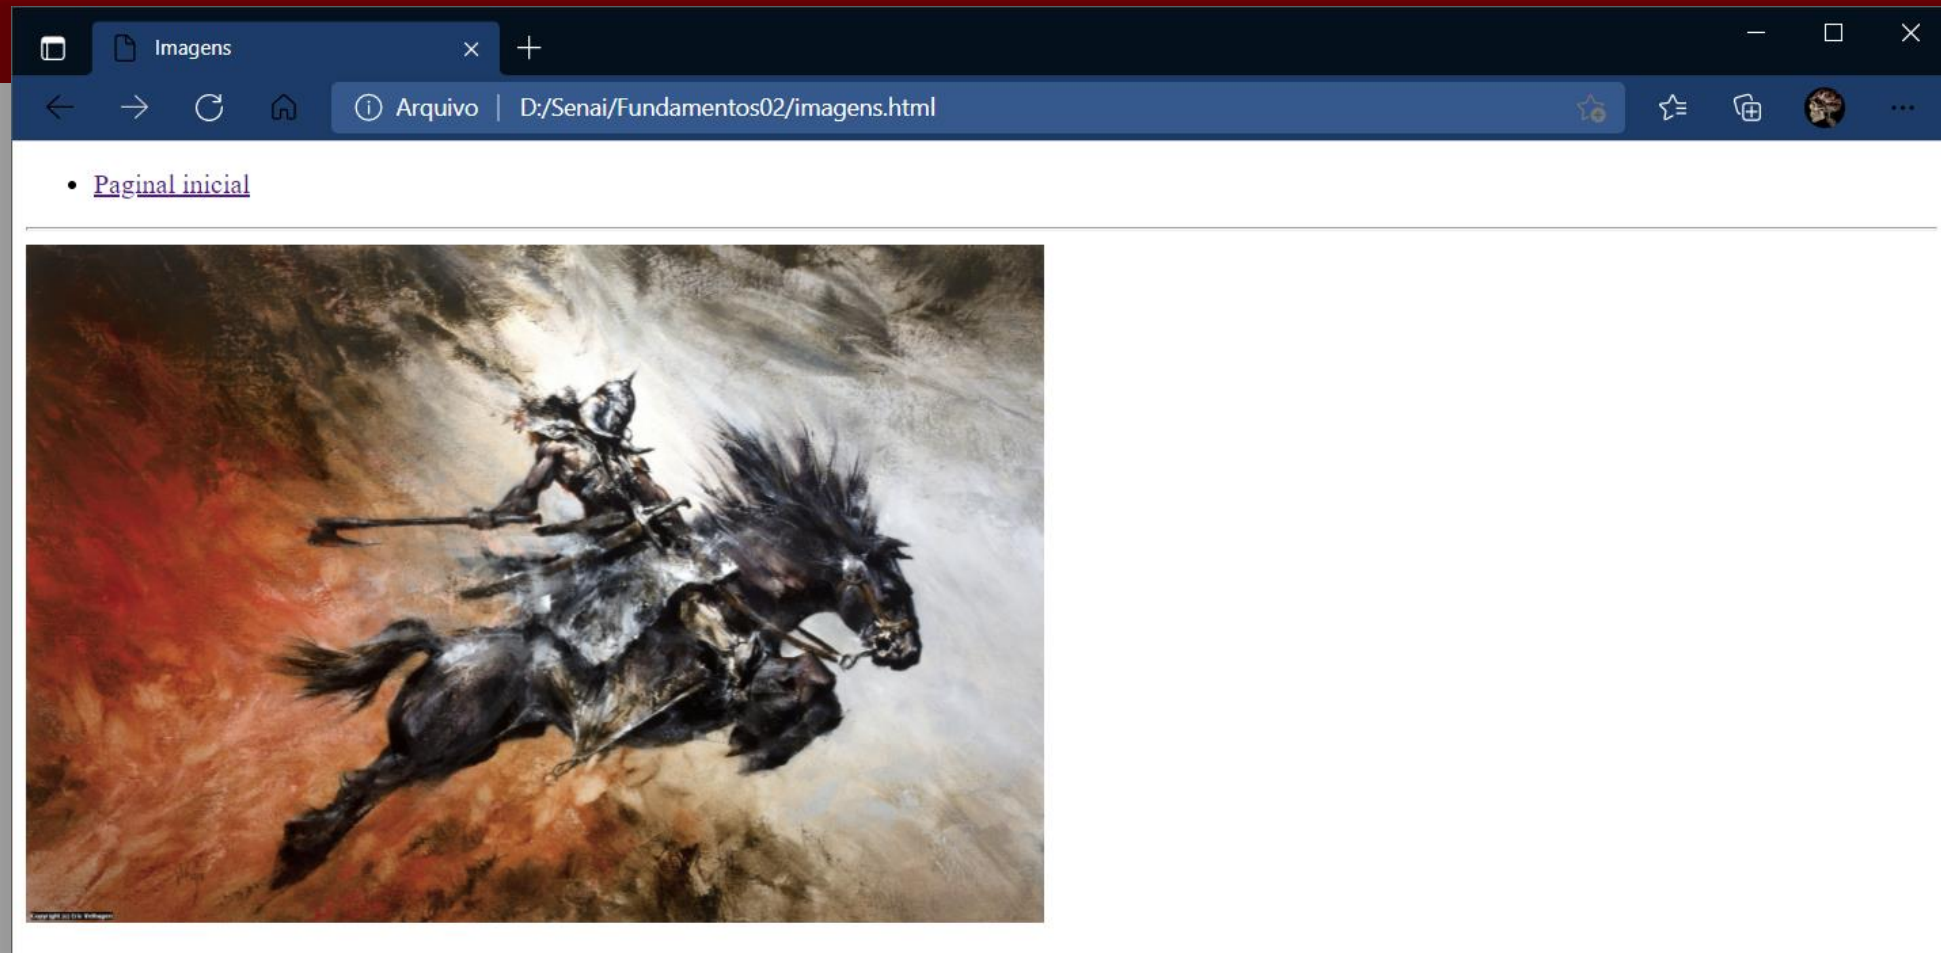 Imagens
Arquivo | D:/Senai/Fundamentos02/imagens.html
Paginal inicial